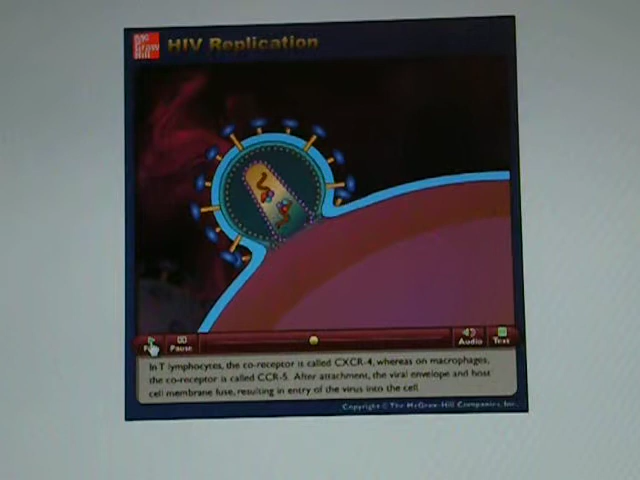 Mc
Graw
Hill
HIV Replication
Pause
Audio
Text
In T lymphocytes, the co-receptor is called CXCR-4, whereas on macrophages,
the co-receptor is called CCR-5. After attachment, the viral envelope and host
cell membrane fuse, resulting in entry of the virus into the cell.
Copyright © The McGraw-Hill Companies, Inc.